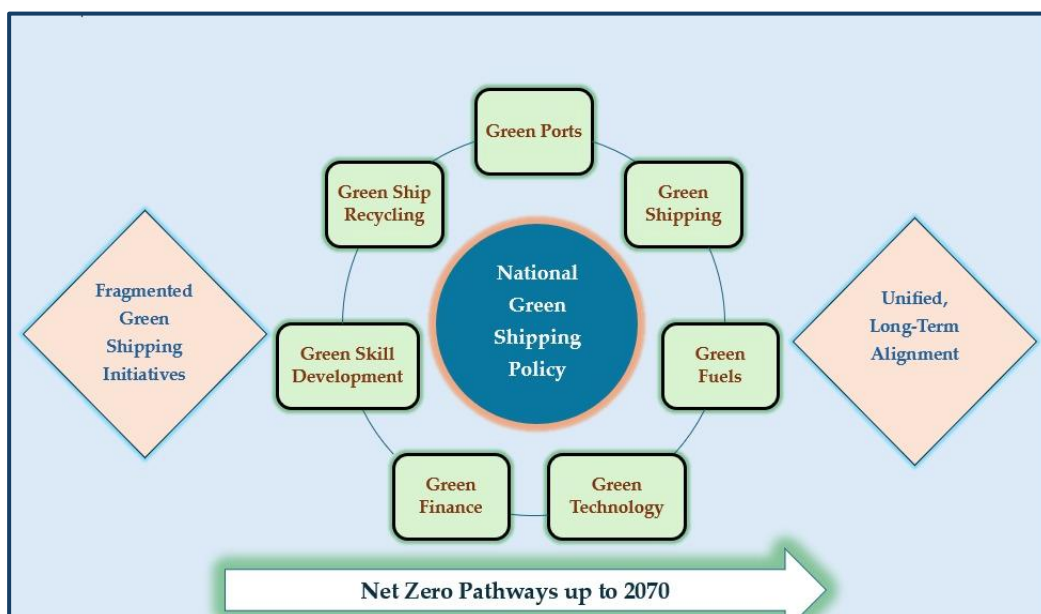 Green Ports
Green Ship
Recycling
Green
Shipping
National
Green
Shipping
Policy
Fragmented
Green
Shipping
Initiatives
Unified,
Long-Term
Alignment
Green Skill
Development
Green
Fuels
Green
Finance
Green
Technology
Net Zero Pathways up to 2070